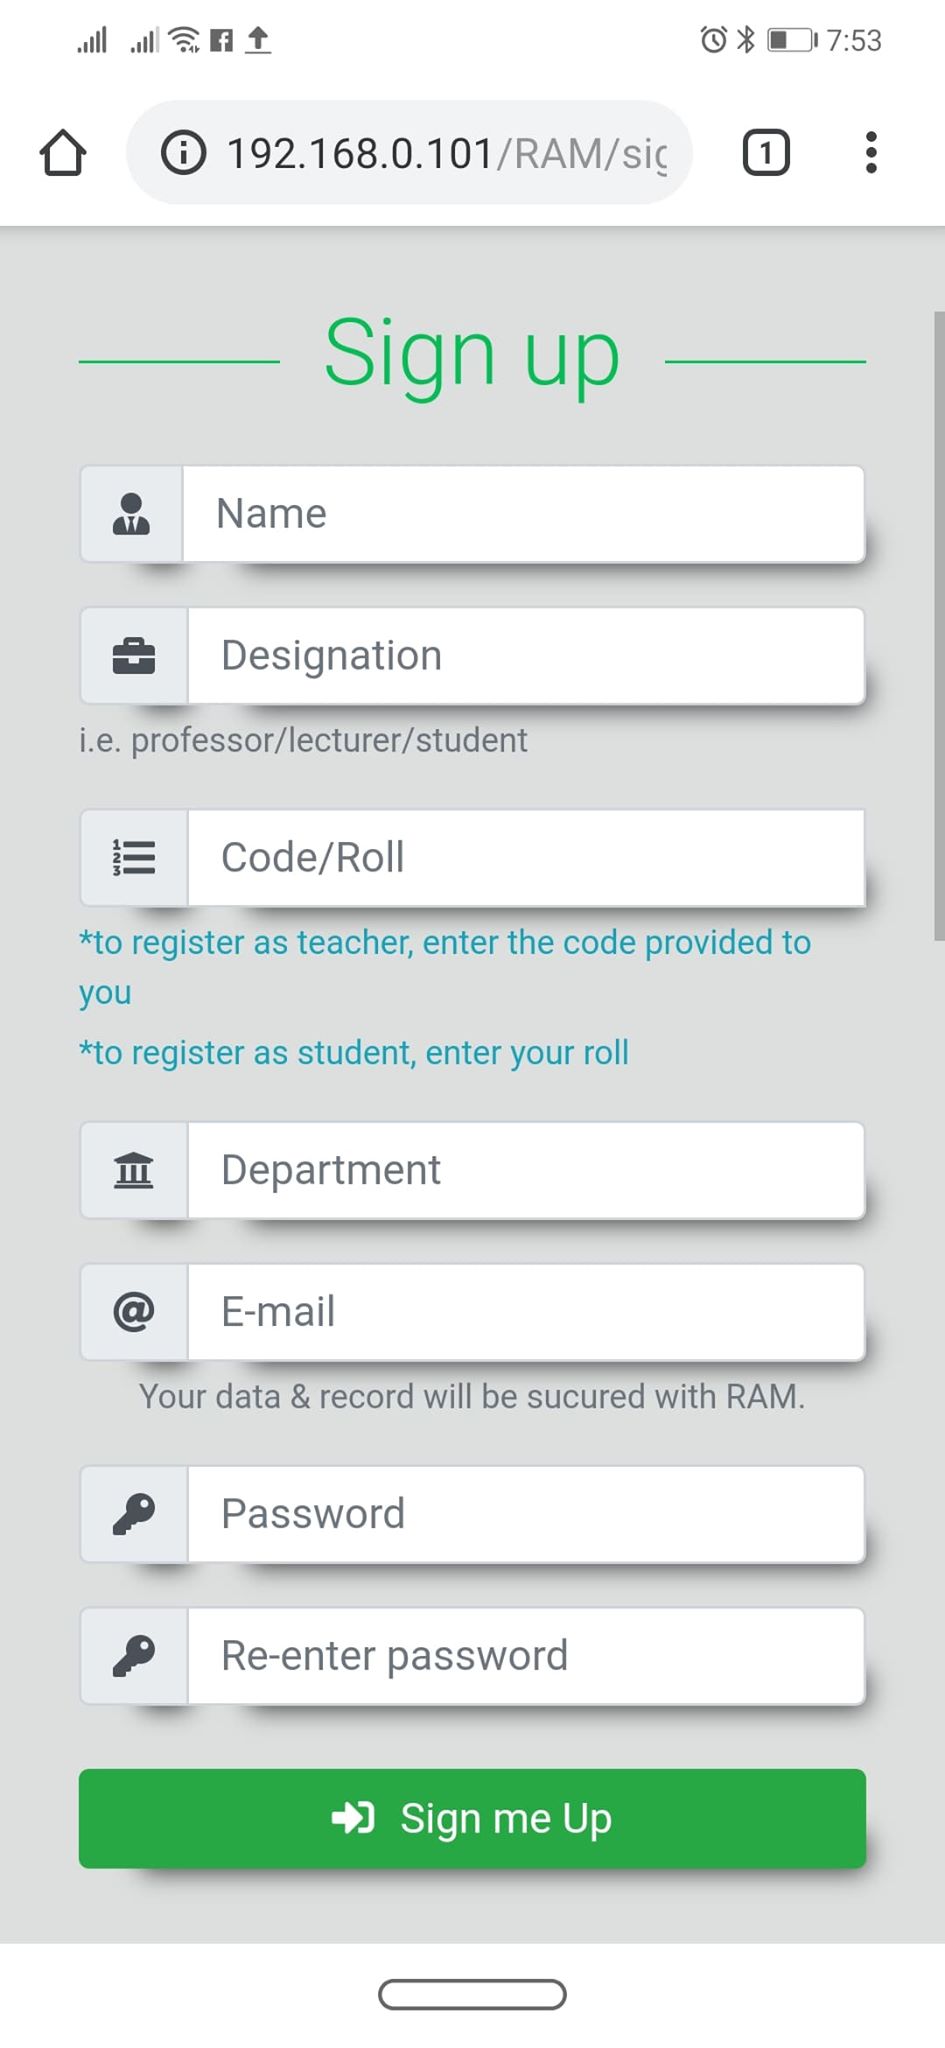 7:53
192.168.0.101/RAM/sig
1
Sign up
Name
Designation
i.e. professor/lecturer/student
Code/Roll
*to register as teacher, enter the code provided to
you
*to register as student, enter your roll
Department
E-mail
Your data & record will be sucured with RAM.
Password
Re-enter password
Sign me Up